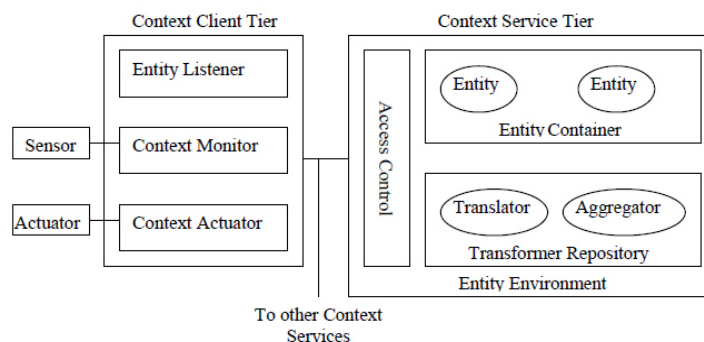 Context Client Tier
Context Service Tier
Entity Listener
Sensor
Context Monitor
Actuator
Context Actuator
Access Control
Entity
Entity
Entity Container
Translator
Aggregator
Transformer Repository
Entity Environment
To other Context
Services